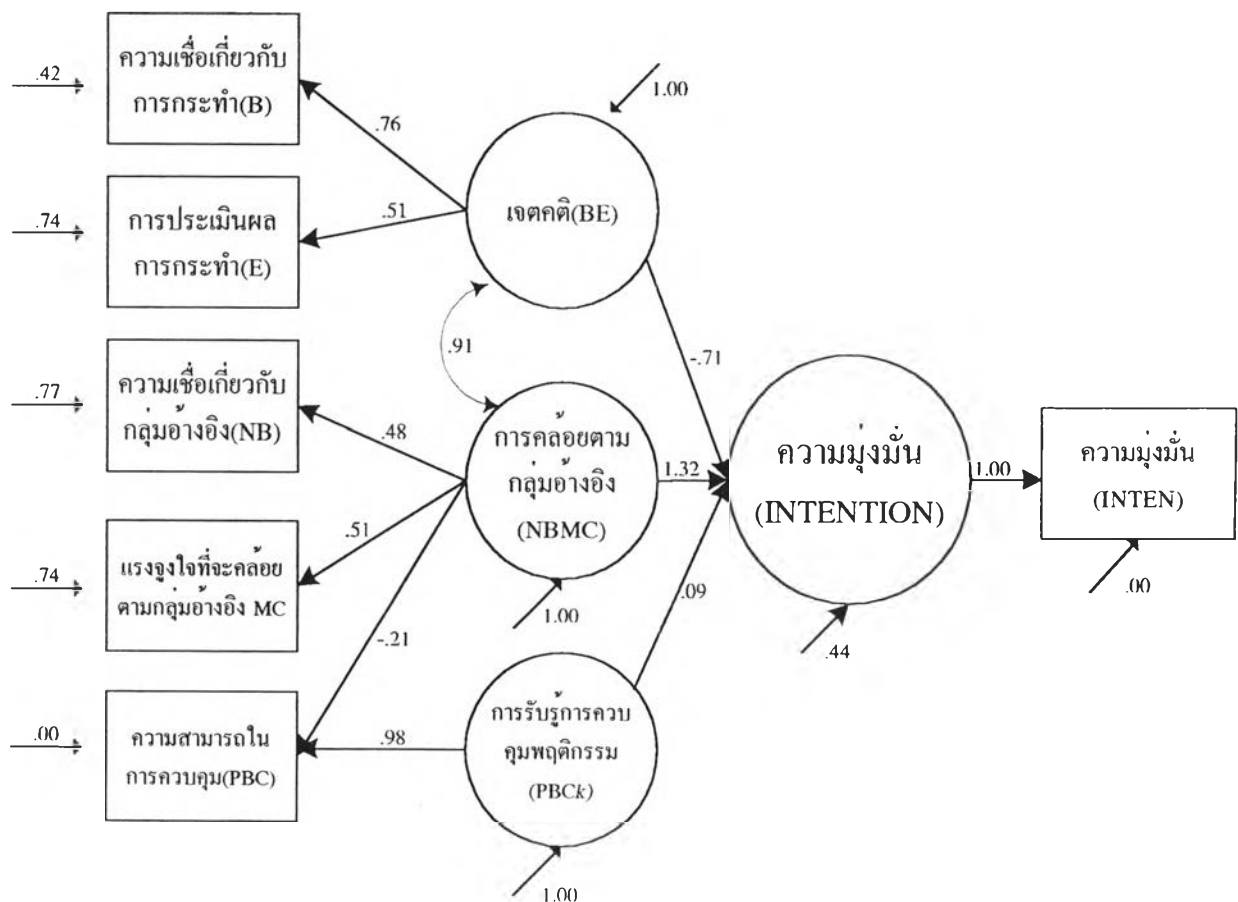 .42
ความเชื่อเกี่ยวกับ
การกระทำ(B)
.76
1.00
เจตคติ(BE)
.74
การประเมินผล
การกระทำ(E)
.51
.91
-.71
.77
ความเชื่อเกี่ยวกับ
กลุ่มอ้างอิง(NB)
.48
การคล้อยตาม
กลุ่มอ้างอิง
(NBMC)
1.32
ความมุ่งมั่น
(INTENTION)
1.00
ความมุ่งมั่น
(INTEN)
.00
.74
แรงจูงใจที่จะคล้อย
ตามกลุ่มอ้างอิง MC
.51
-.21
1.00
.09
.44
.00
ความสามารถใน
การควบคุม(PBC)
.98
การรับรู้การควบ
คุมพฤติกรรม
(PBCk)
1.00